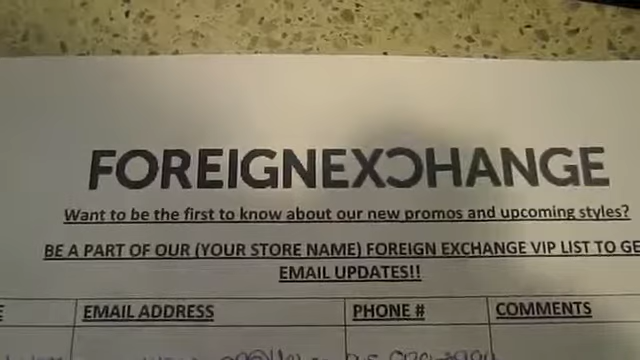 FOREIGNEXCHANGE
Want to be the first to know about our new promos and upcoming styles?
BE A PART OF OUR (YOUR STORE NAME) FOREIGN EXCHANGE VIP LIST TO GE
EMAIL UPDATES!!
E EMAIL ADDRESS PHONE # COMMENTS